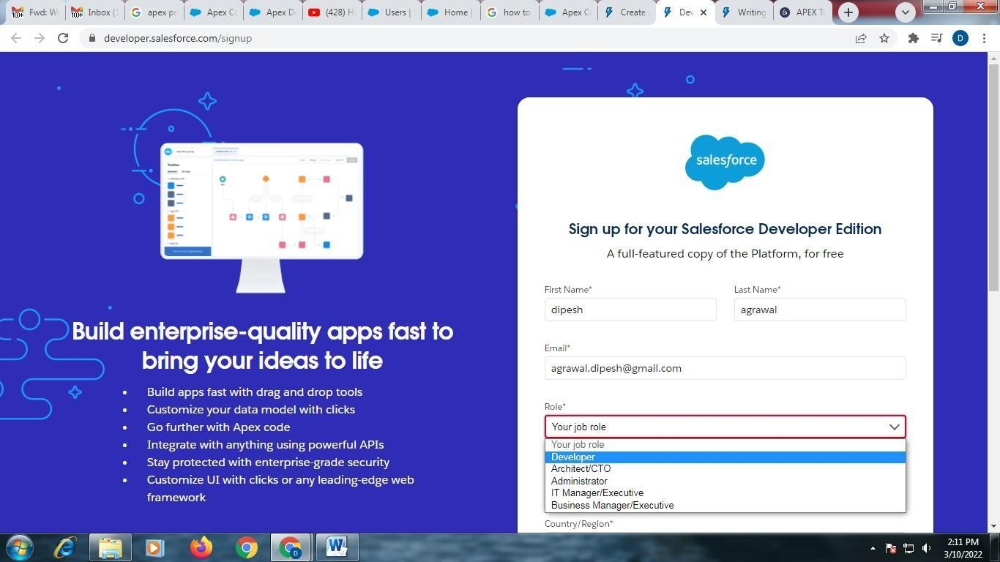 Fwd: We
Inbox (1
apex pr
Apex Co
Apex De
(428) H
Users | S
Home |
how to
Apex Co
Create a
Dev
Writing
APEX Tu
developer.salesforce.com/signup
D
salesforce
Sign up for your Salesforce Developer Edition
A full-featured copy of the Platform, for free
First Name*
Last Name*
dipesh
agrawal
Email*
agrawal.dipesh@gmail.com
Role*
Your job role
Your job role
Developer
Architect/CTO
Administrator
IT Manager/Executive
Business Manager/Executive
Country/Region*
Build enterprise-quality apps fast to
bring your ideas to life
• Build apps fast with drag and drop tools
• Customize your data model with clicks
• Go further with Apex code
• Integrate with anything using powerful APIs
• Stay protected with enterprise-grade security
• Customize UI with clicks or any leading-edge web
framework
2:11 PM
3/10/2022